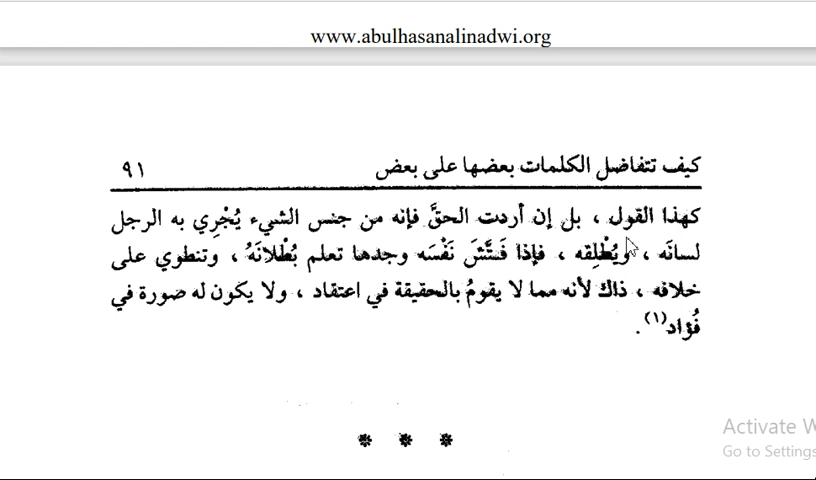 www.abulhasanalinadwi.org
كيف تتفاضل الكلمات بعضها على بعض ٩١
كهذا القول ، بل إن أردت الحقَّ فإنه من جنس الشيء يُجْرِي به الرجل
لسانَه ، ويُطْلِقه ، فإذا فَتَّشَ نَفْسَه وجدها تعلم بُطْلانَهُ ، وتنطوي على
خلافه ، ذاك لأنه مما لا يقومُ بالحقيقة في اعتقاد ، ولا يكون له صورة في
فُؤاد(١) .
* * *
Activate W
Go to Settings